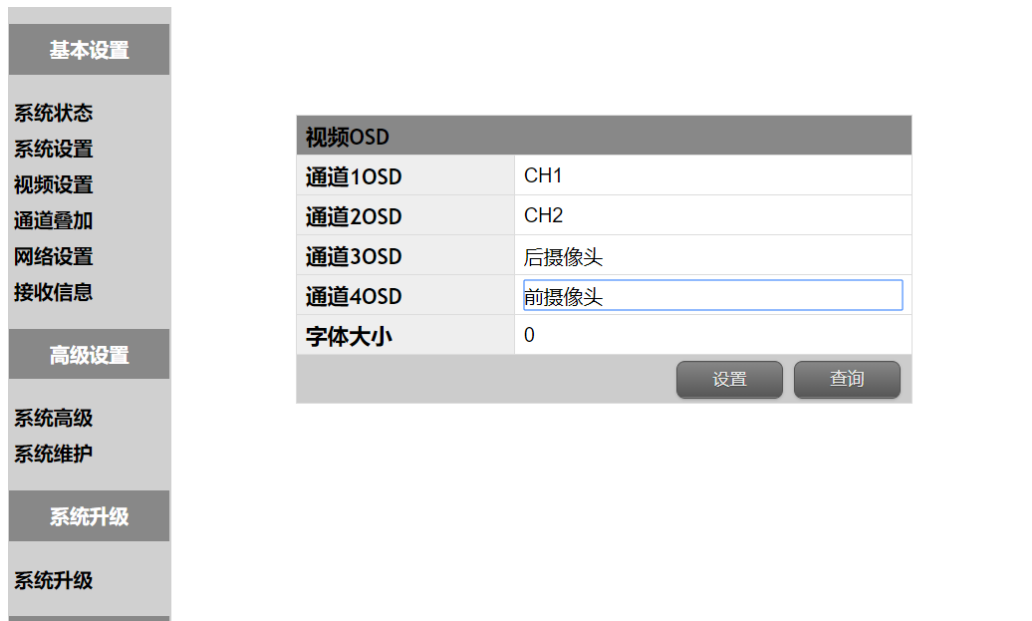 基本设置
系统状态
系统设置
视频设置
通道叠加
网络设置
接收信息
高级设置
系统高级
系统维护
系统升级
系统升级
视频OSD
通道1OSD CH1
通道2OSD CH2
通道3OSD 后摄像头
通道4OSD 前摄像头
字体大小 0
设置 查询